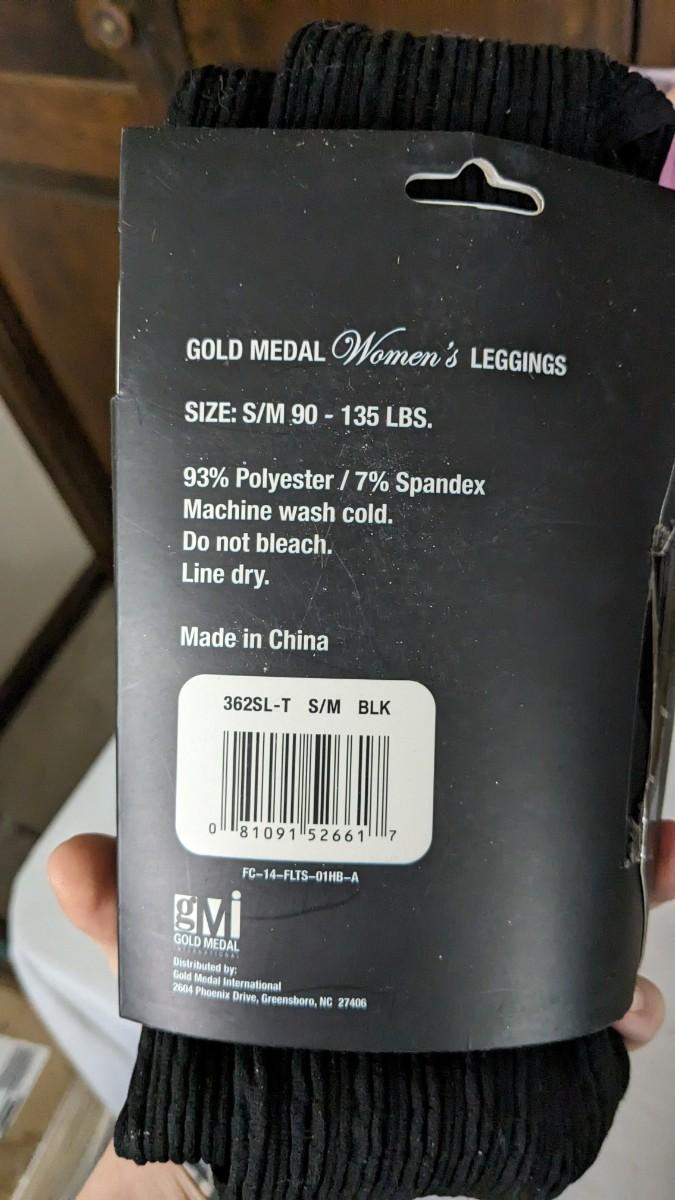 GOLD MEDAL Women's LEGGINGS
SIZE: S/M 90 - 135 LBS.
93% Polyester / 7% Spandex
Machine wash cold.
Do not bleach.
Line dry.
Made in China
362SL-T S/M BLK
0 81091 52661 7
FC-14-FLTS-01HB-A
gMi
GOLD MEDAL
INTERNATIONAL
Distributed by:
Gold Medal International
2604 Phoenix Drive, Greensboro, NC 27406